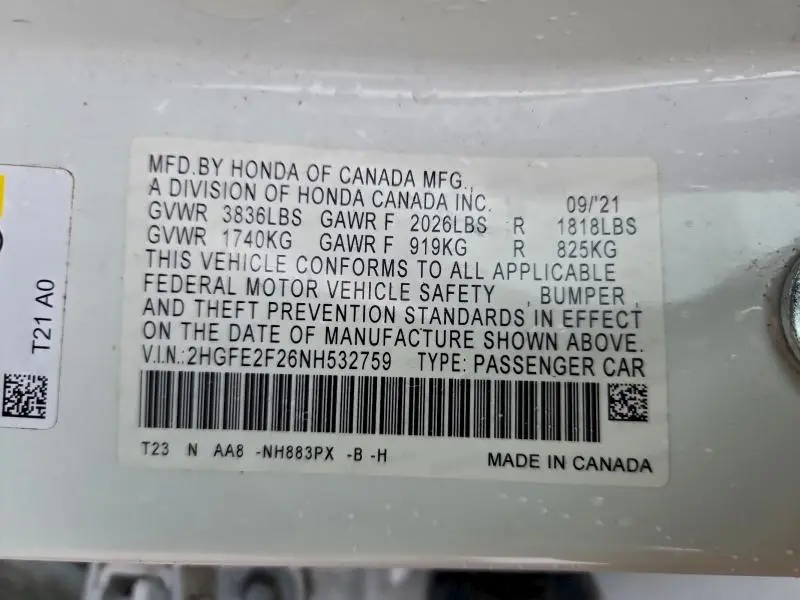 MFD.BY HONDA OF CANADA MFG.,
A DIVISION OF HONDA CANADA INC. 09/'21
GVWR 3836LBS GAWR F 2026LBS R 1818LBS
GVWR 1740KG GAWR F 919KG R 825KG
THIS VEHICLE CONFORMS TO ALL APPLICABLE
FEDERAL MOTOR VEHICLE SAFETY , BUMPER ,
AND THEFT PREVENTION STANDARDS IN EFFECT
ON THE DATE OF MANUFACTURE SHOWN ABOVE.
V.I.N.:2HGFE2F26NH532759 TYPE: PASSENGER CAR
T23 N AA8 -NH883PX -B -H
MADE IN CANADA
T21 A0